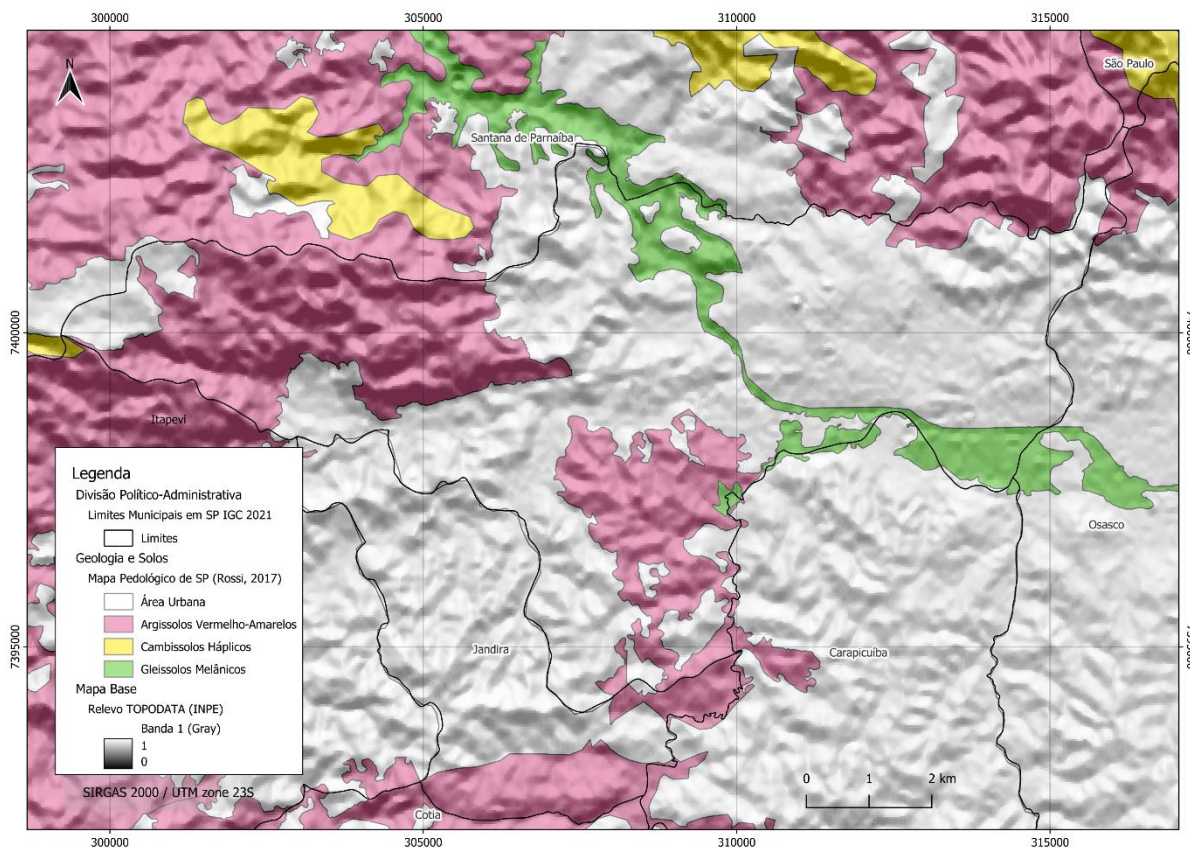 300000 305000 310000 315000
São Paulo
N
Santana de Parnaíba
7400000 7400000
Itapevi
Legenda
Divisão Político-Administrativa
Limites Municipais em SP IGC 2021
Limites
Geologia e Solos
Mapa Pedológico de SP (Rossi, 2017)
Área Urbana
Argissolos Vermelho-Amarelos
Cambissolos Háplicos
Gleissolos Melânicos
Mapa Base
Relevo TOPODATA (INPE)
Banda 1 (Gray)
1
0
SIRGAS 2000 / UTM zone 23S
Osasco
7395000 7395000
Jandira
Carapicuíba
0 1 2 km
Cotia
300000 305000 310000 315000